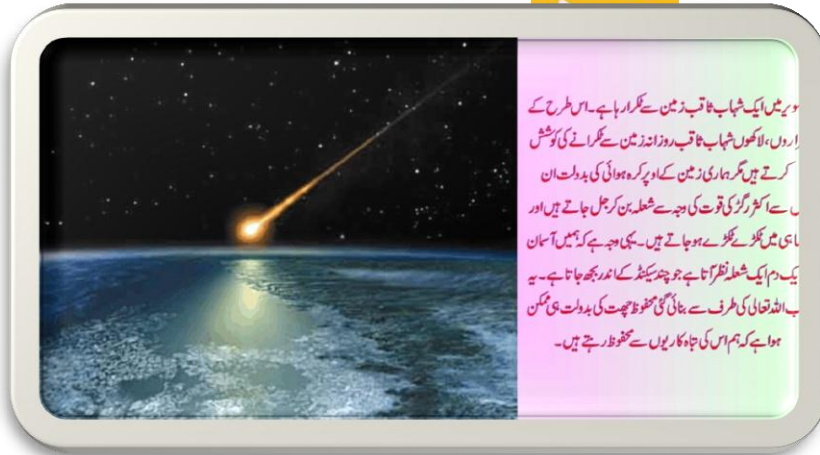 ویر میں ایک شہاب ثاقب زمین سے ٹکرا رہا ہے۔ اس طرح کے
اروں، لاکھوں شہاب ثاقب روزانہ زمین سے ٹکرانے کی کوشش
کرتے ہیں مگر ہماری زمین کے اوپر کرہ ہوائی کی بدولت ان
سے اکثر رگڑ کی قوت کی وجہ سے شعلہ بن کر جل جاتے ہیں اور
ہی میں ٹکڑے ٹکڑے ہو جاتے ہیں۔ یہی وجہ ہے کہ ہمیں آسمان
یک دم ایک شعلہ نظر آتا ہے جو چند سیکنڈ کے اندر بجھ جاتا ہے۔ یہ
ب اللہ تعالی کی طرف سے بنائی گئی محفوظ چھت کی بدولت ہی ممکن
ہوا ہے کہ ہم اس کی تباہ کاریوں سے محفوظ رہتے ہیں۔